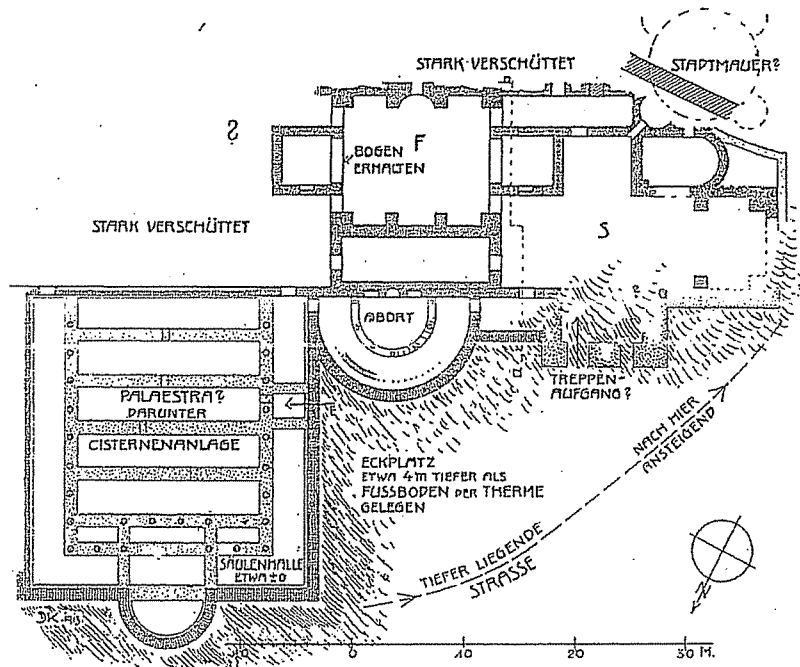 STARK VERSCHÜTTET
STADTMAUER?
?
F
BOGEN
ERHALTEN
STARK VERSCHÜTTET
S
ABORT
TREPPEN-
AUFGANG?
PALAESTRA?
DARUNTER
CISTERNENANLAGE
NACH HIER
ANSTEIGEND
ECKPLATZ
ETWA 4M TIEFER ALS
FUSSBODEN DER THERME
GELEGEN
SÄULENHALLE
ETWA ±0
TIEFER LIEGENDE
STRASSE
N
10 0 10 20 30 M.